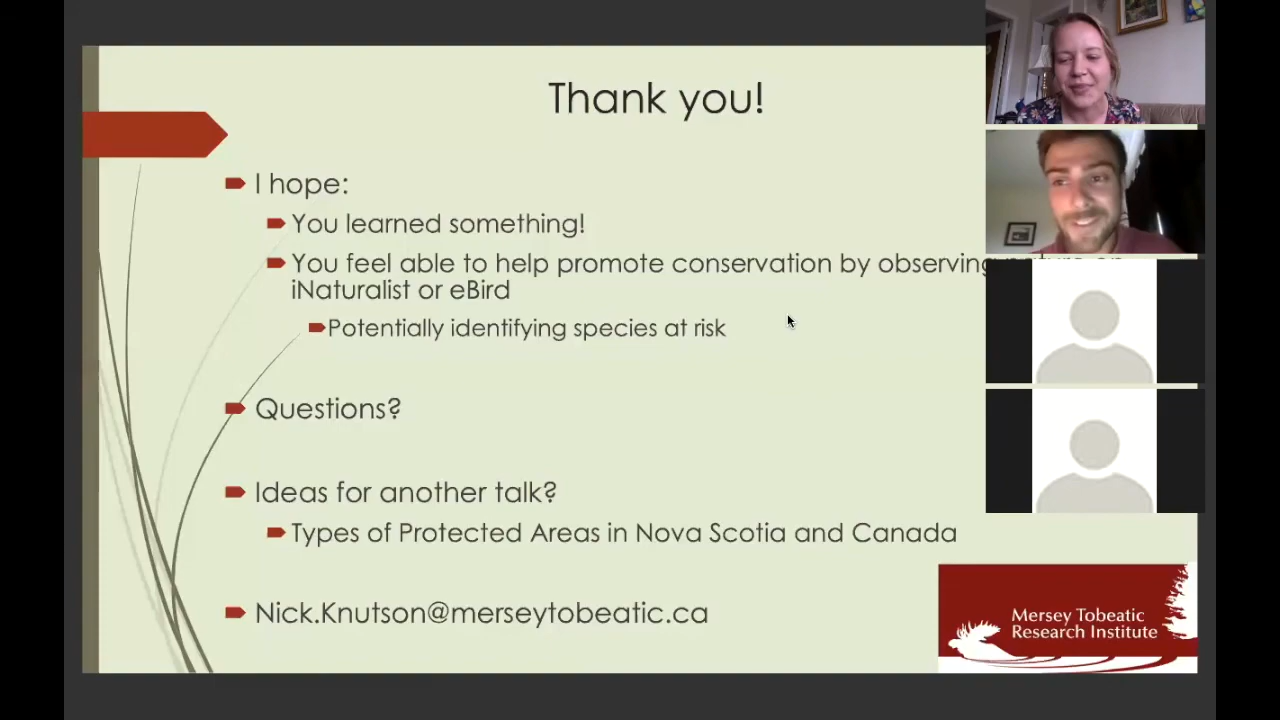 Thank you!
I hope:
You learned something!
You feel able to help promote conservation by observing
iNaturalist or eBird
Potentially identifying species at risk
Questions?
Ideas for another talk?
Types of Protected Areas in Nova Scotia and Canada
Nick.Knutson@merseytobeatic.ca
Mersey Tobeatic
Research Institute